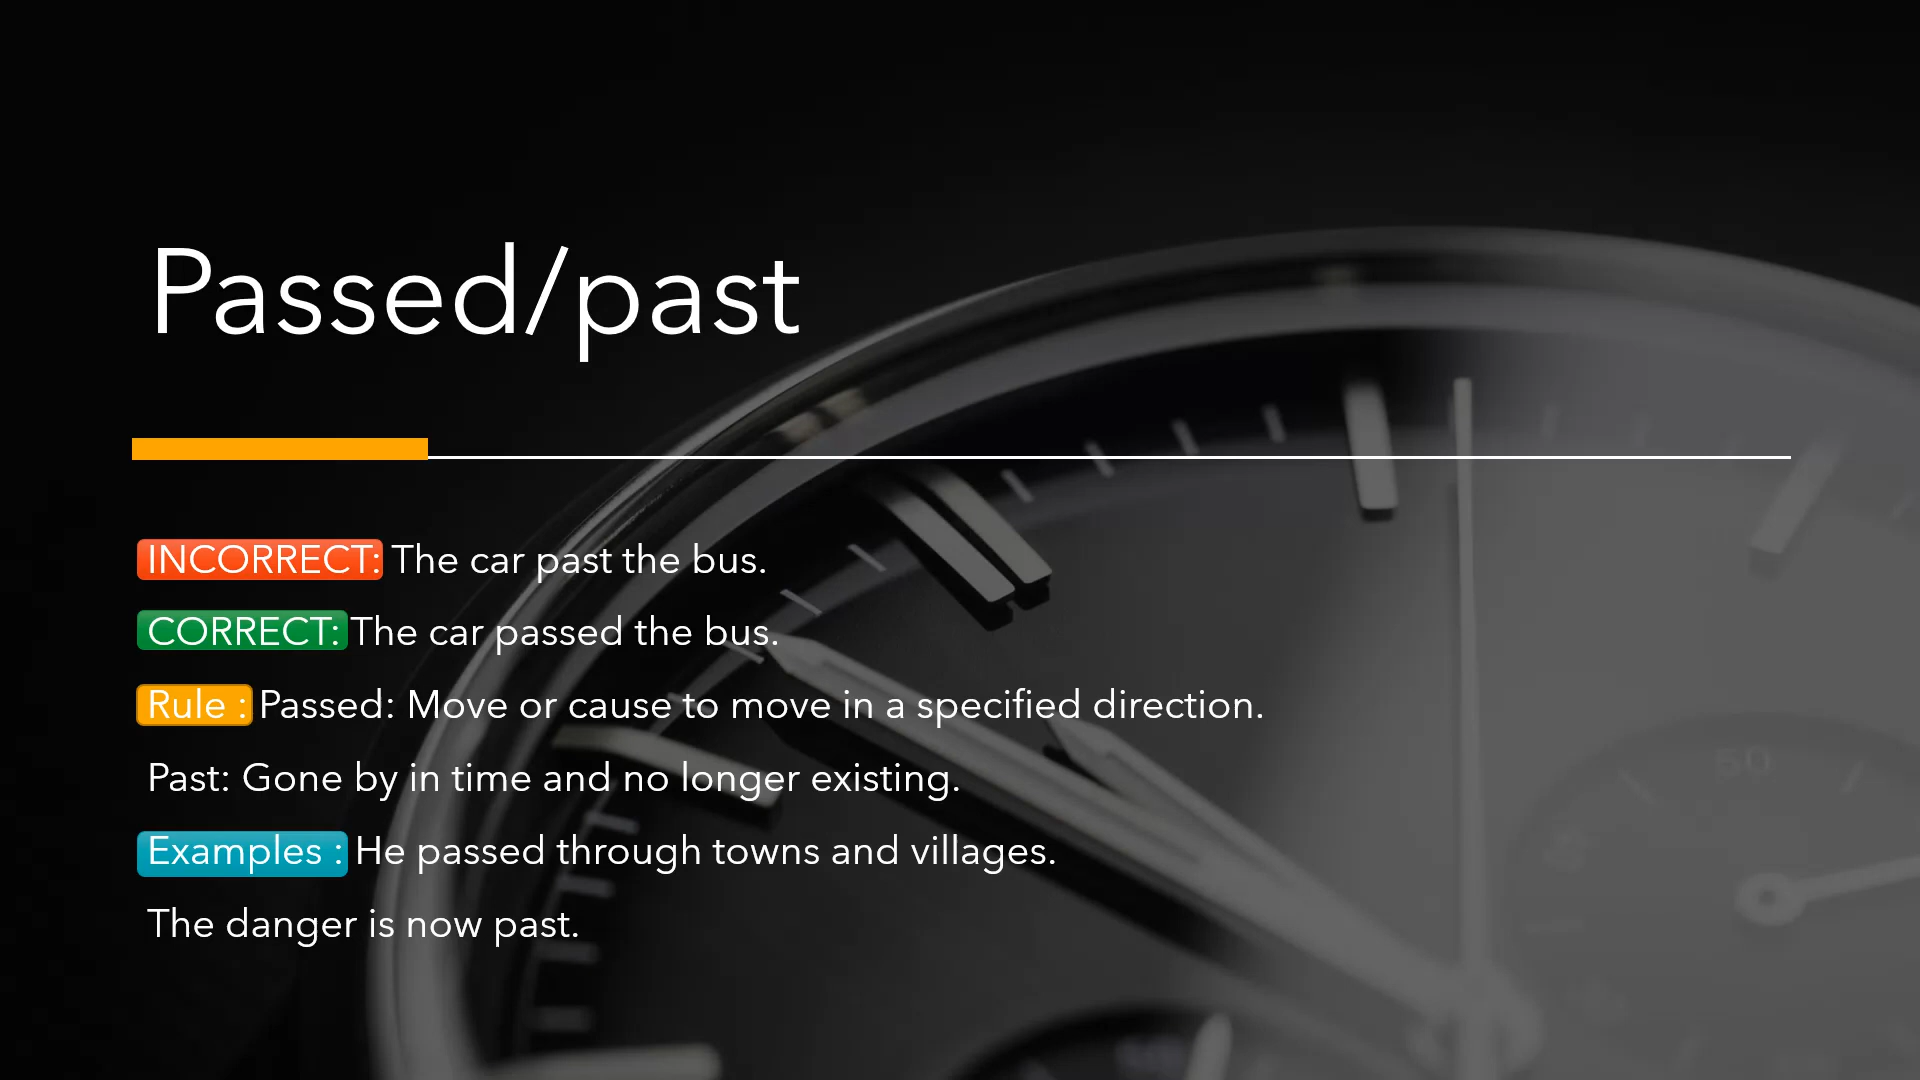 Passed/past
INCORRECT: The car past the bus.
CORRECT: The car passed the bus.
Rule : Passed: Move or cause to move in a specified direction.
Past: Gone by in time and no longer existing.
Examples : He passed through towns and villages.
The danger is now past.
50